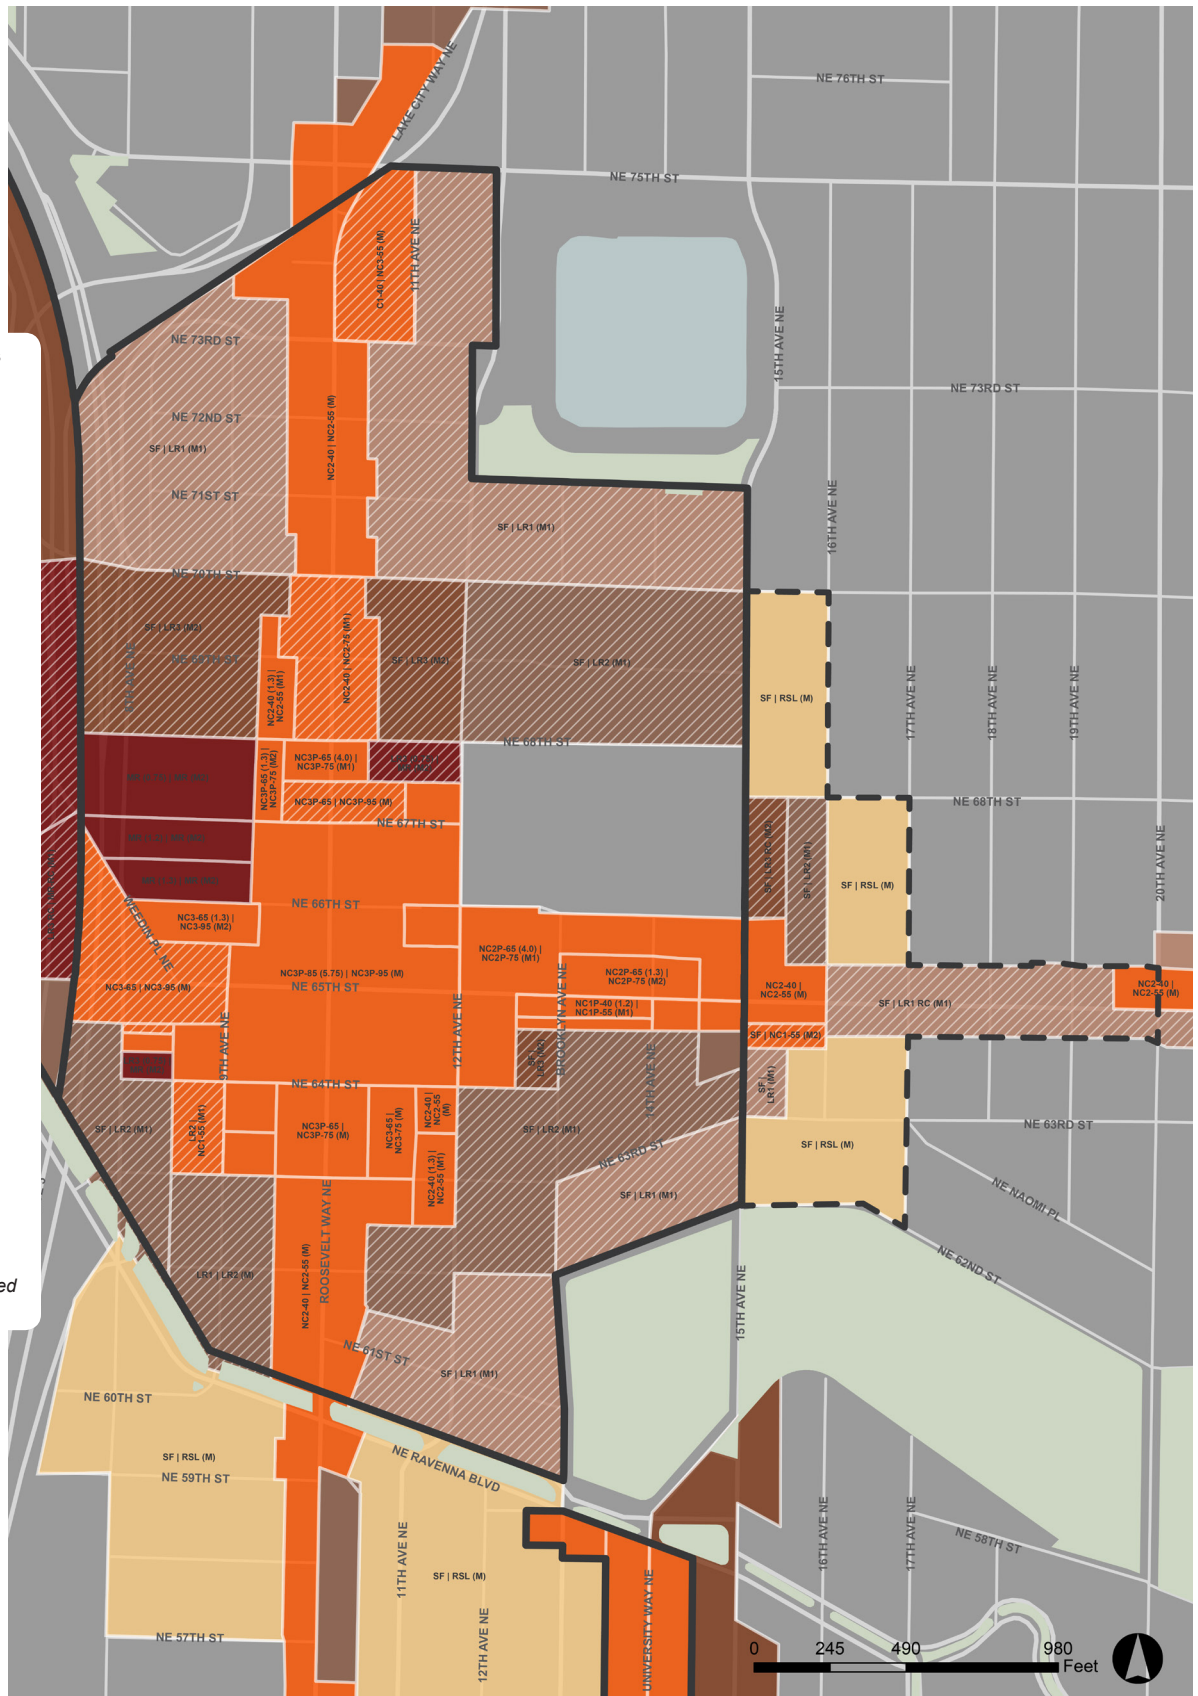 LAKE CITY WAY NE
NE 76TH ST
NE 75TH ST
C1-40 | NC3-55 (M)
11TH AVE NE
15TH AVE NE
NE 73RD ST
NE 73RD ST
NE 72ND ST
NC2-40 | NC2-55 (M)
SF | LR1 (M1)
NE 71ST ST
SF | LR1 (M1)
16TH AVE NE
NE 70TH ST
SF | LR3 (M2)
NC2-40 | NC2-75 (M1)
SF | LR3 (M2)
SF | LR2 (M1)
NC2-40 (1.3) |
NC2-55 (M1)
SF | RSL (M)
17TH AVE NE
18TH AVE NE
19TH AVE NE
NE 68TH ST
NC3P-65 (1.3) |
NC3P-75 (M2)
NC3P-65 (4.0) |
NC3P-75 (M1)
NC3P-65 | NC3P-95 (M)
NE 68TH ST
NE 67TH ST
20TH AVE NE
SF | LR2 (M1)
SF | RSL (M)
NE 66TH ST
WEEDIN PL NE
NC3-65 (1.3) |
NC3-95 (M2)
NC2P-65 (4.0) |
NC2P-75 (M1)
NC3P-85 (5.75) | NC3P-95 (M)
NC2P-65 (1.3) |
NC2P-75 (M2)
NC3-65 | NC3-95 (M)
NE 65TH ST
NC2-40 |
NC2-55 (M)
SF | LR1 RC (M1)
NC2-40 |
NC2-55 (M)
NC1P-40 (1.2) |
NC1P-55 (M1)
9TH AVE NE
12TH AVE NE
BROOKLYN AVE NE
SF | NC1-55 (M2)
14TH AVE NE
NE 64TH ST
SF |
LR1 (M1)
LR2 |
NC1-55 (M1)
SF | LR2 (M1)
NC3P-65 |
NC3P-75 (M)
NC3-65 |
NC3-75 (M)
NC2-40 |
NC2-55
(M)
SF | LR2 (M1)
NE 63RD ST
SF | RSL (M)
NE 63RD ST
NC2-40 (1.3) |
NC2-55 (M1)
SF | LR1 (M1)
NE NAOMI PL
ROOSEVELT WAY NE
NC2-40 | NC2-55 (M)
LR1 | LR2 (M)
NE 62ND ST
ed
15TH AVE NE
NE 61ST ST
SF | LR1 (M1)
NE 60TH ST
SF | RSL (M)
NE 59TH ST
NE RAVENNA BLVD
11TH AVE NE
16TH AVE NE
17TH AVE NE
NE 58TH ST
SF | RSL (M)
12TH AVE NE
UNIVERSITY WAY NE
NE 57TH ST
0 245 490 980
Feet